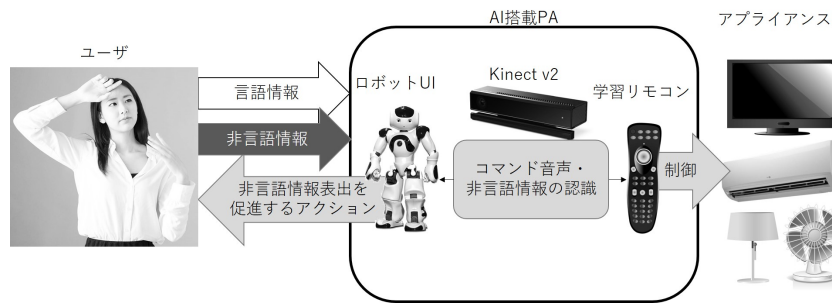 AI搭載PA
アプライアンス
ユーザ
言語情報
ロボットUI
Kinect v2
学習リモコン
非言語情報
コマンド音声・
非言語情報の認識
制御
非言語情報表出を
促進するアクション